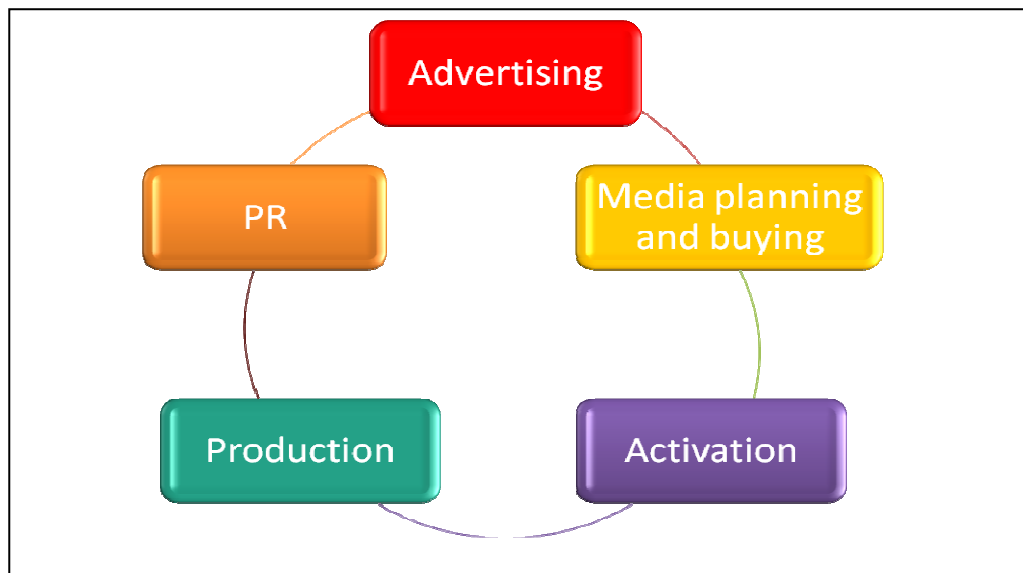 Advertising
PR
Media planning
and buying
Production
Activation